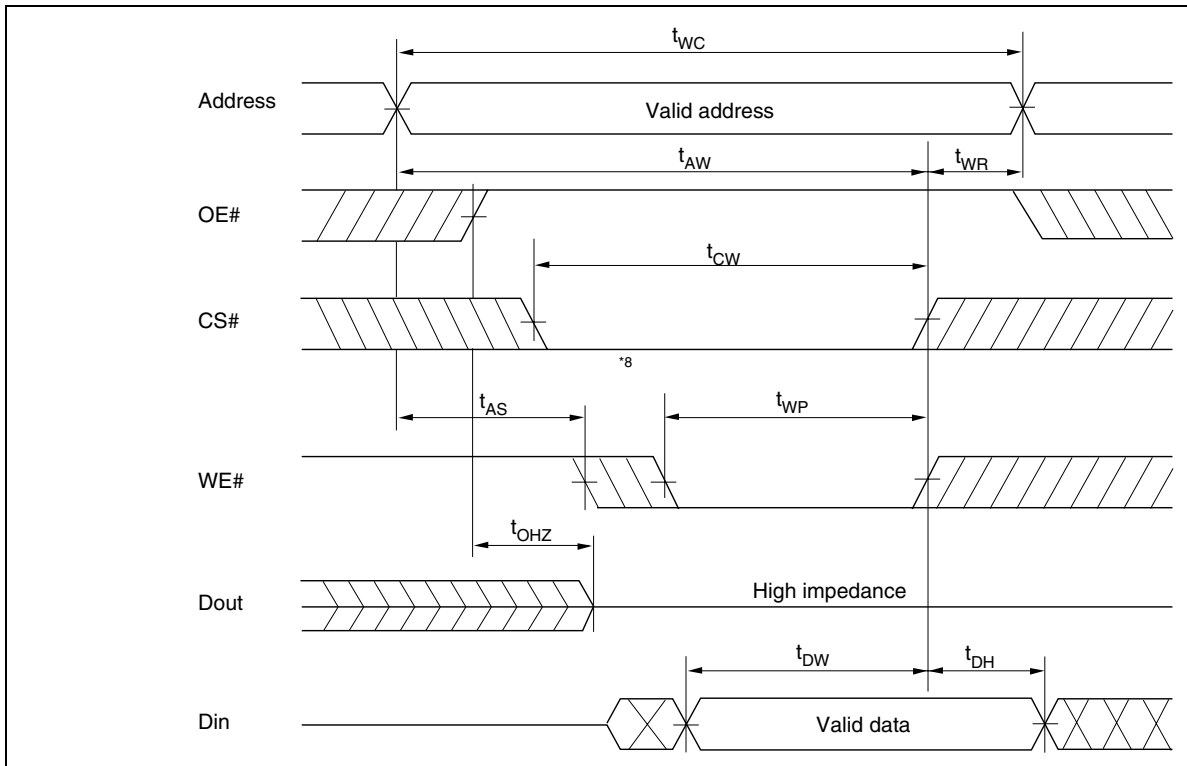 tWC
Address
Valid address
tAW
tWR
OE#
tCW
CS#
*8
tAS
tWP
WE#
tOHZ
Dout
High impedance
tDW
tDH
Din
Valid data